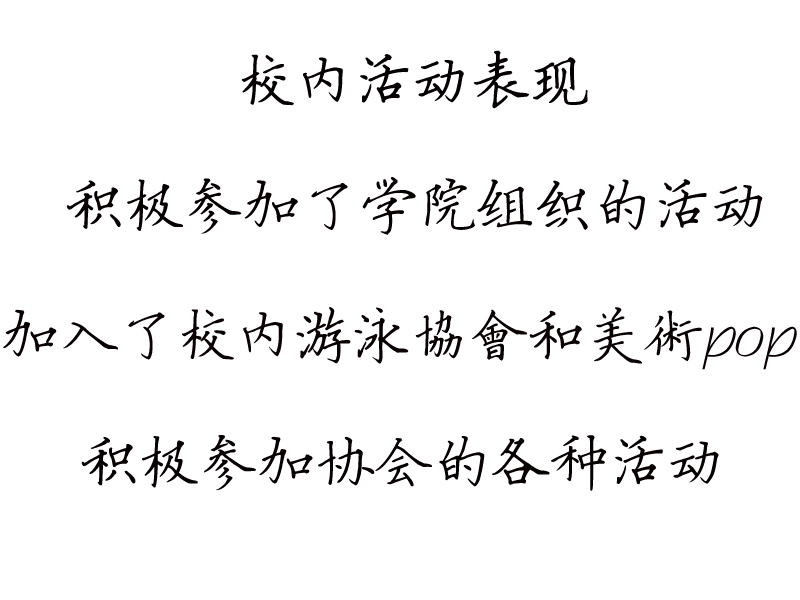 校内活动表现
积极参加了学院组织的活动
加入了校内游泳協會和美術pop
积极参加协会的各种活动